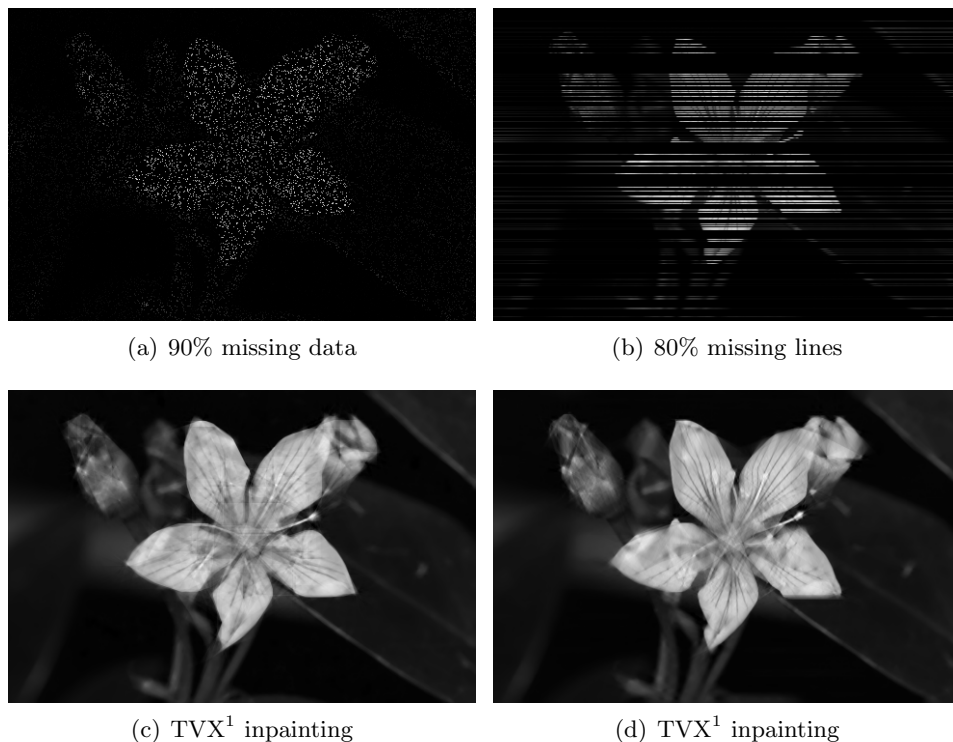 (a) 90% missing data
(b) 80% missing lines
(c) TVX¹ inpainting
(d) TVX¹ inpainting